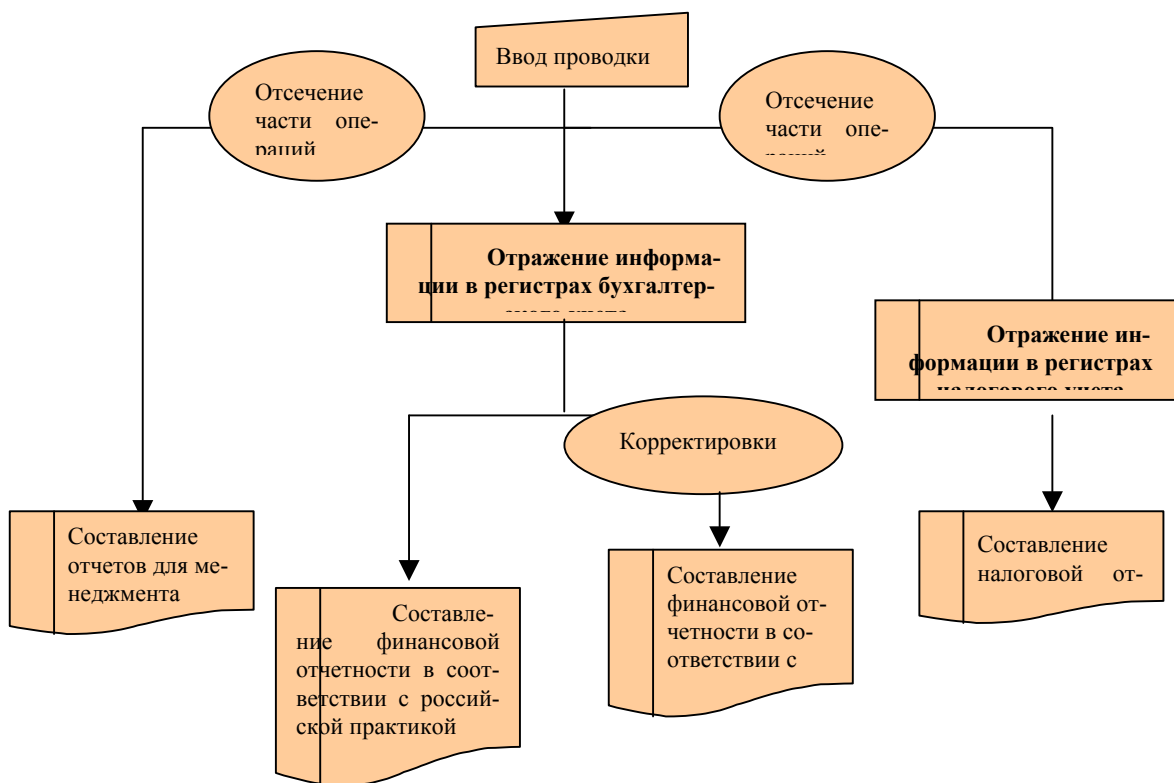 Ввод проводки
Отсечение
части опе-
раций
Отсечение
части опе-
Отражение информа-
ции в регистрах бухгалтер-
Отражение ин-
формации в регистрах
налогового учета
Корректировки
Составление
отчетов для ме-
неджмента
Составле-
ние финансовой
отчетности в соот-
ветствии с россий-
ской практикой
Составление
финансовой от-
четности в со-
ответствии с
Составление
налоговой от-